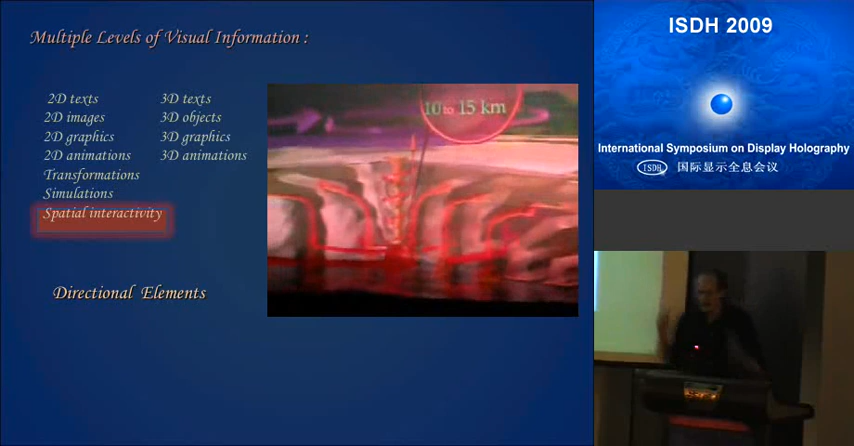 Multiple Levels of Visual Information :
2D texts
2D images
2D graphics
2D animations
Transformations
Simulations
Spatial interactivity
3D texts
3D objects
3D graphics
3D animations
Directional Elements
10 to 15 km
ISDH 2009
International Symposium on Display Holography
ISDH 国际显示全息会议